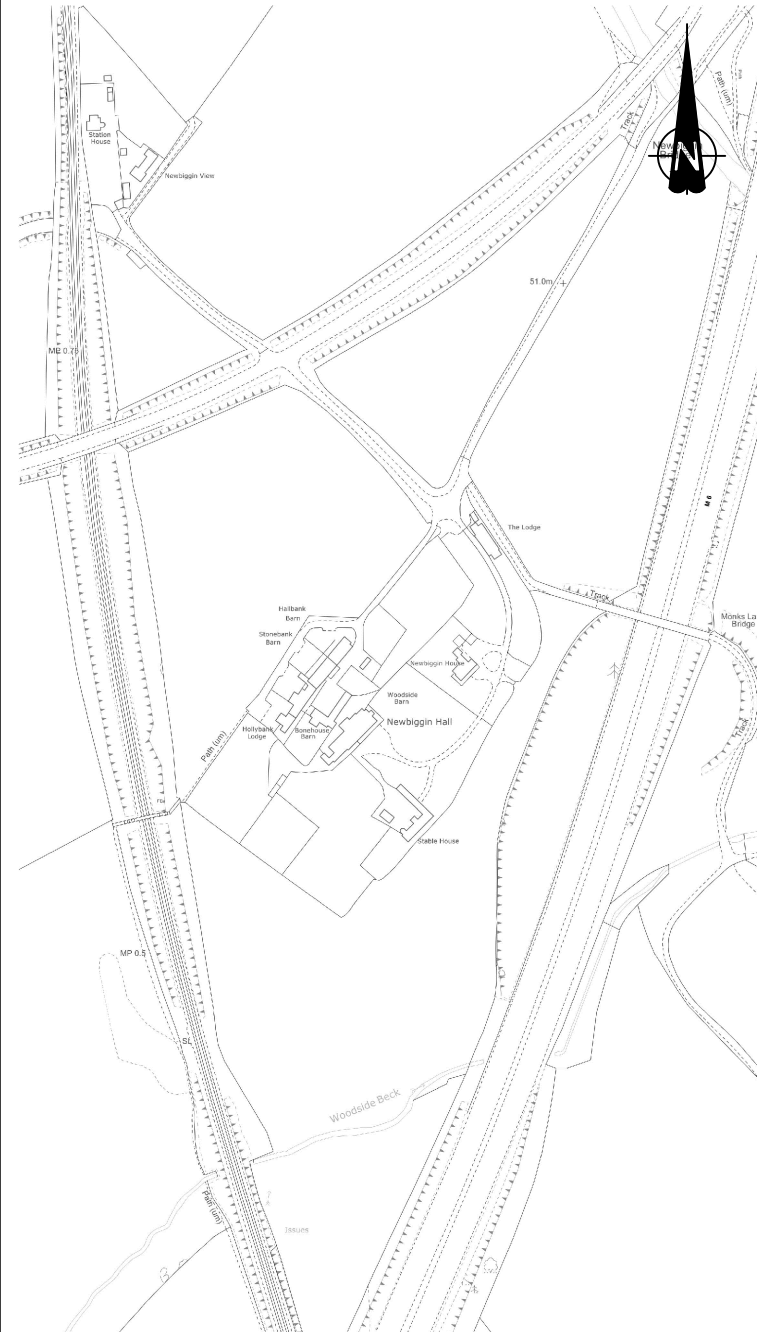 Path (um)
Track
N
Station
House
Newbiggin View
51.0m
MP 0.75
M 6
The Lodge
Track
Hallbank
Barn
Stonebank
Barn
Monks La
Bridge
Newbiggin House
Woodside
Barn
Newbiggin Hall
Hollybank
Lodge
Bonehouse
Barn
Path (um)
Track
FBs
Stable House
MP 0.5
SL
Woodside Beck
Path (um)
Issues